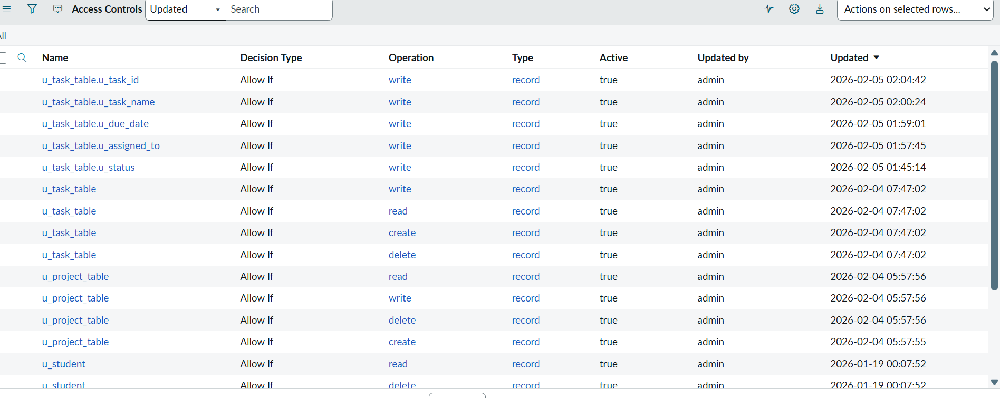 Access Controls Updated Search Actions on selected rows...
All
Name Decision Type Operation Type Active Updated by Updated
u_task_table.u_task_id Allow If write record true admin 2026-02-05 02:04:42
u_task_table.u_task_name Allow If write record true admin 2026-02-05 02:00:24
u_task_table.u_due_date Allow If write record true admin 2026-02-05 01:59:01
u_task_table.u_assigned_to Allow If write record true admin 2026-02-05 01:57:45
u_task_table.u_status Allow If write record true admin 2026-02-05 01:45:14
u_task_table Allow If write record true admin 2026-02-04 07:47:02
u_task_table Allow If read record true admin 2026-02-04 07:47:02
u_task_table Allow If create record true admin 2026-02-04 07:47:02
u_task_table Allow If delete record true admin 2026-02-04 07:47:02
u_project_table Allow If read record true admin 2026-02-04 05:57:56
u_project_table Allow If write record true admin 2026-02-04 05:57:56
u_project_table Allow If delete record true admin 2026-02-04 05:57:56
u_project_table Allow If create record true admin 2026-02-04 05:57:55
u_student Allow If read record true admin 2026-01-19 00:07:52
u_student Allow If delete record true admin 2026-01-19 00:07:52